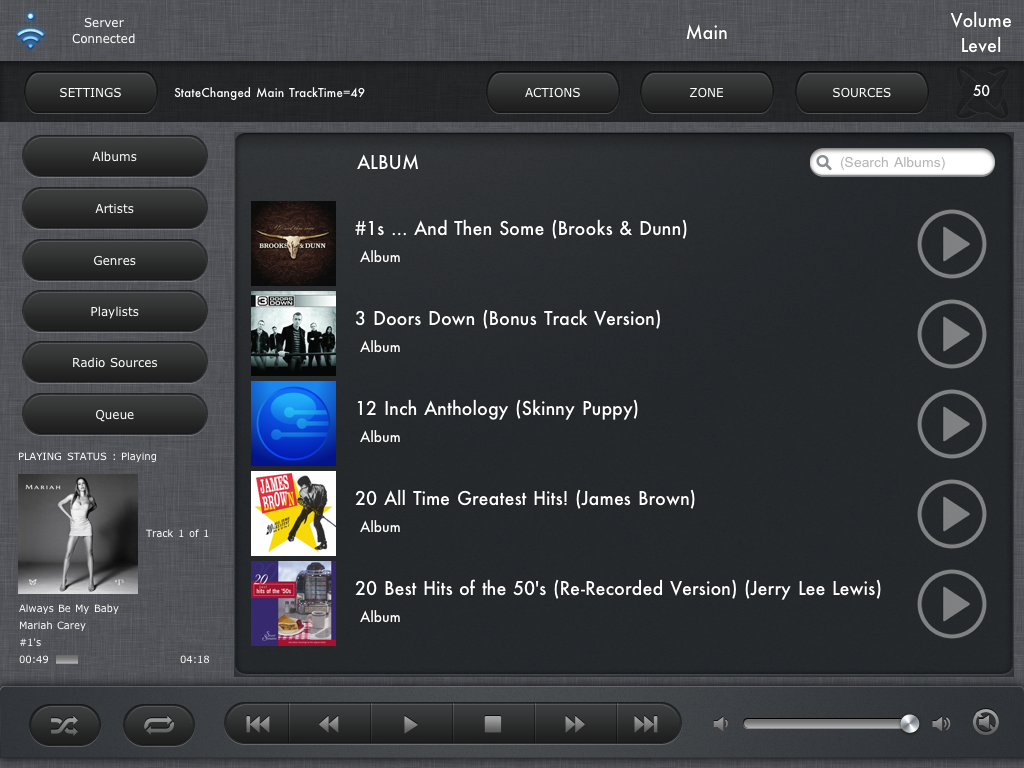 Server
Connected
Main
Volume
Level
SETTINGS
StateChanged Main TrackTime=49
ACTIONS
ZONE
SOURCES
50
Albums
Artists
Genres
Playlists
Radio Sources
Queue
PLAYING STATUS : Playing
MARIAH
Track 1 of 1
Always Be My Baby
Mariah Carey
#1's
00:49
04:18
ALBUM
(Search Albums)
BROOKS & DUNN
#1s ... And Then Some (Brooks & Dunn)
Album
3 DOORS DOWN
3 Doors Down (Bonus Track Version)
Album
12 Inch Anthology (Skinny Puppy)
Album
JAMES
BROWN
20 All Time Greatest Hits! (James Brown)
Album
20
hits of the '50s
20 Best Hits of the 50's (Re-Recorded Version) (Jerry Lee Lewis)
Album